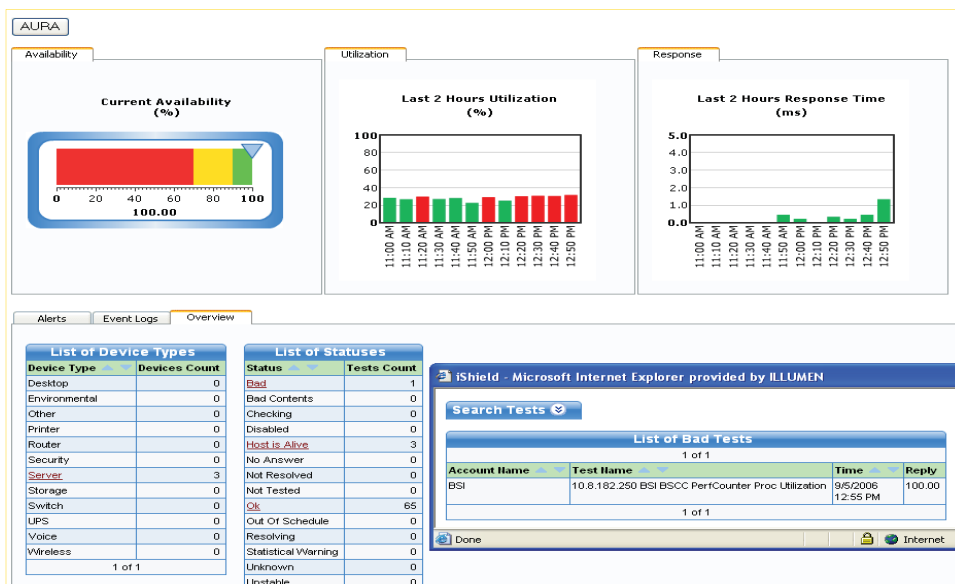 AURA
Availability
Utilization
Response
Current Availability
(%)
0 20 40 60 80 100
100.00
Last 2 Hours Utilization
(%)
100
80
60
40
20
0
11:00 AM
11:10 AM
11:20 AM
11:30 AM
11:40 AM
11:50 AM
12:00 PM
12:10 PM
12:20 PM
12:30 PM
12:40 PM
12:50 PM
Last 2 Hours Response Time
(ms)
5.0
4.0
3.0
2.0
1.0
0.0
11:00 AM
11:10 AM
11:20 AM
11:30 AM
11:40 AM
11:50 AM
12:00 PM
12:10 PM
12:20 PM
12:30 PM
12:40 PM
12:50 PM
Alerts
Event Logs
Overview
List of Device Types
Device Type Devices Count
Desktop 0
Environmental 0
Other 0
Printer 0
Router 0
Security 0
Server 3
Storage 0
Switch 0
UPS 0
Voice 0
Wireless 0
1 of 1
List of Statuses
Status Tests Count
Bad 1
Bad Contents 0
Checking 0
Disabled 0
Host is Alive 3
No Answer 0
Not Resolved 0
Not Tested 0
Ok 65
Out Of Schedule 0
Resolving 0
Statistical Warning 0
Unknown 0
Unstable 0
iShield - Microsoft Internet Explorer provided by ILLUMEN
Search Tests
List of Bad Tests
1 of 1
Account Name Test Name Time Reply
BSI 10.8.182.250 BSI BSCC PerfCounter Proc Utilization 9/5/2006 12:55 PM 100.00
1 of 1
Done Internet